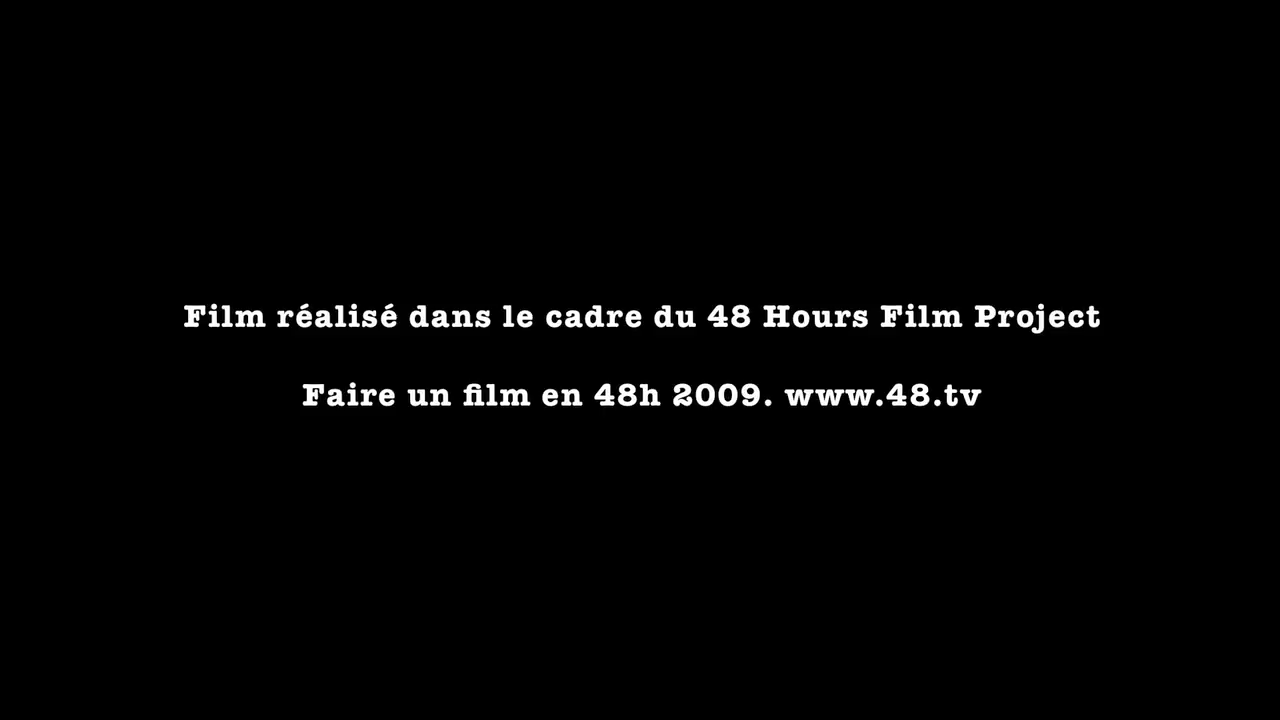 Film réalisé dans le cadre du 48 Hours Film Project
Faire un film en 48h 2009. www.48.tv